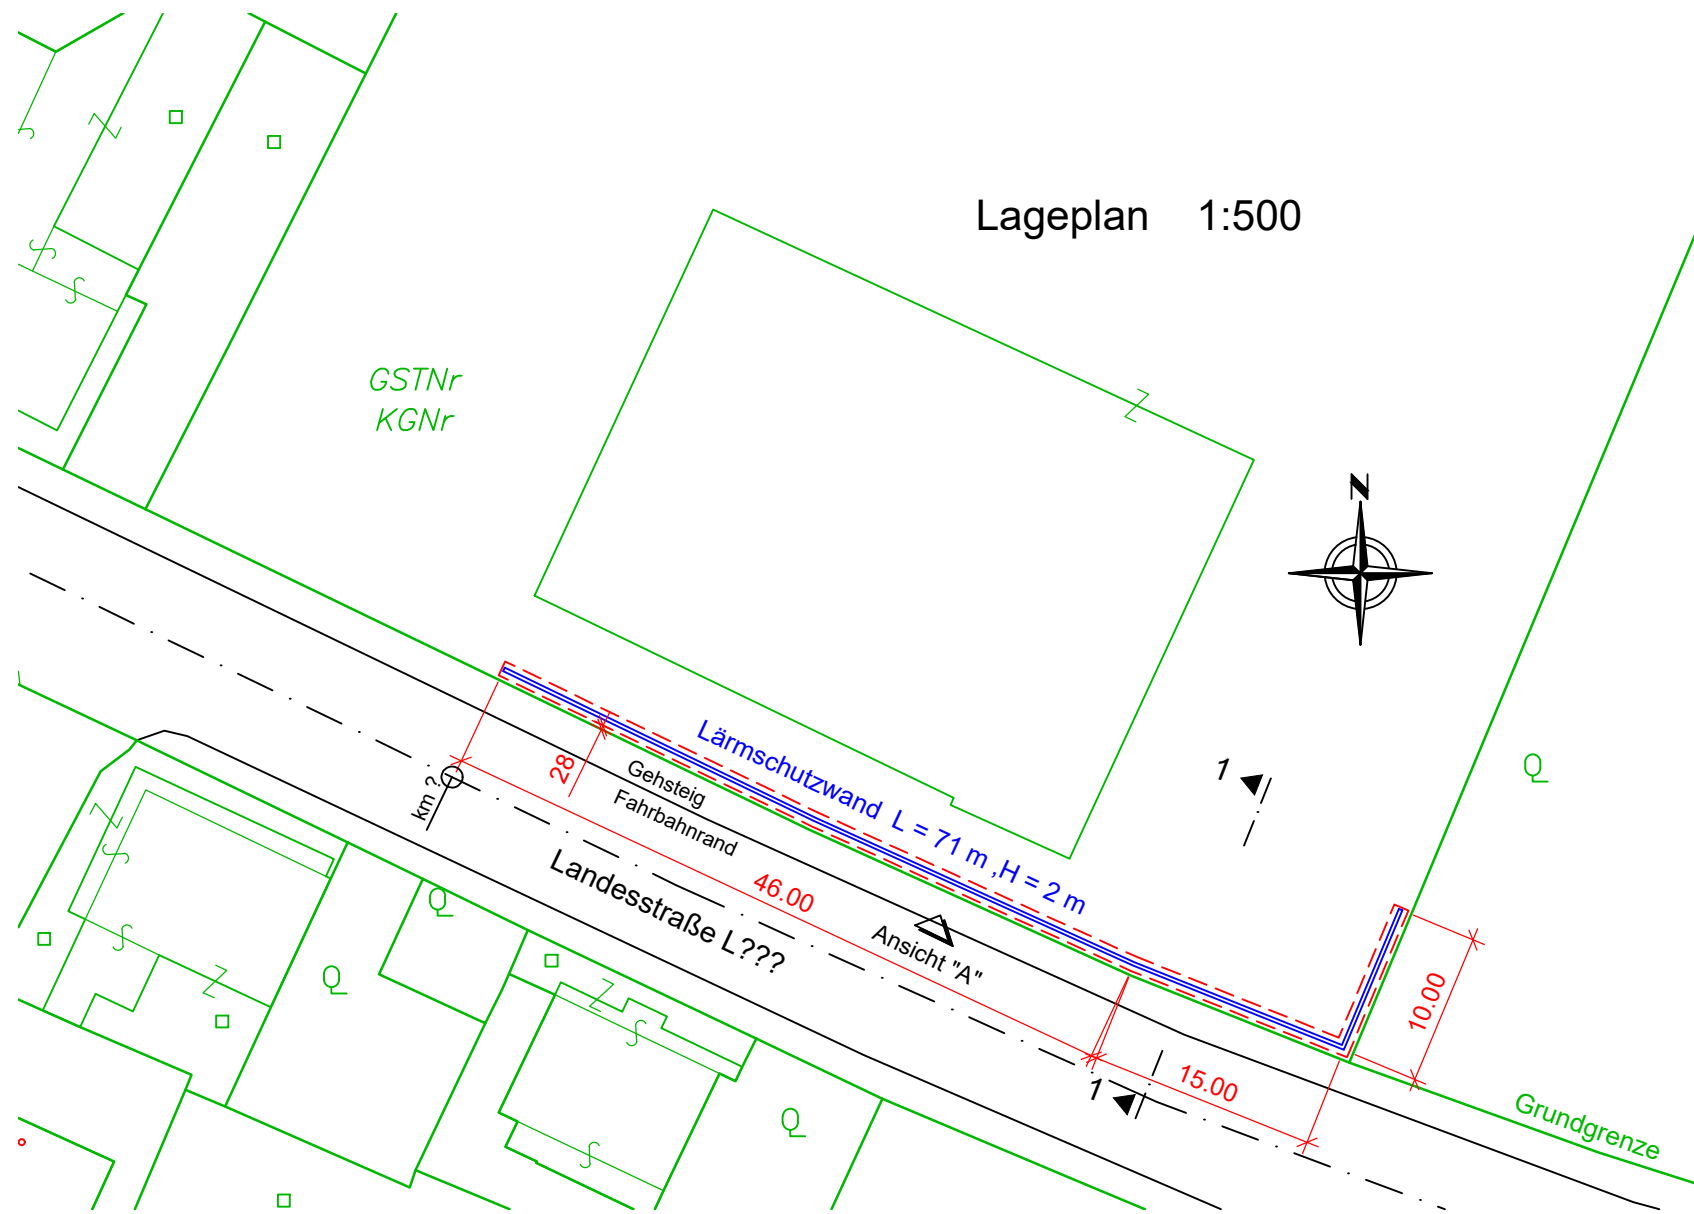 Lageplan 1:500
GSTNr
KGNr
N
Lärmschutzwand L = 71 m ,H = 2 m
1
Q
28
Gehsteig
Fahrbahnrand
km ?
46.00
Landesstraße L???
Ansicht "A"
10.00
15.00
1
Grundgrenze
Q
Q
Q